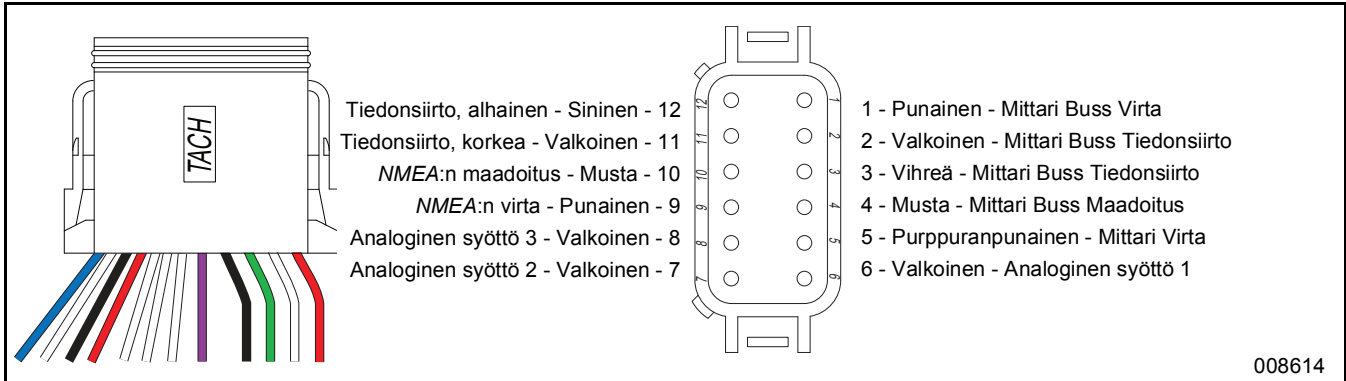 TACH
Tiedonsiirto, alhainen - Sininen - 12
Tiedonsiirto, korkea - Valkoinen - 11
NMEA:n maadoitus - Musta - 10
NMEA:n virta - Punainen - 9
Analoginen syöttö 3 - Valkoinen - 8
Analoginen syöttö 2 - Valkoinen - 7
12 1
11 2
10 3
9 4
8 5
7 6
1 - Punainen - Mittari Buss Virta
2 - Valkoinen - Mittari Buss Tiedonsiirto
3 - Vihreä - Mittari Buss Tiedonsiirto
4 - Musta - Mittari Buss Maadoitus
5 - Purppuranpunainen - Mittari Virta
6 - Valkoinen - Analoginen syöttö 1
008614